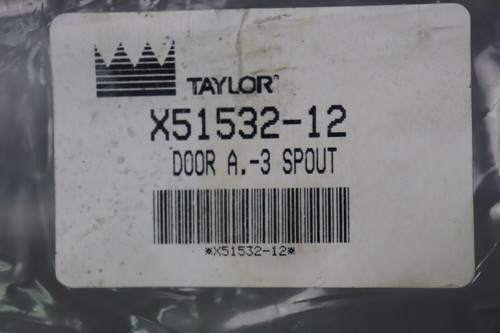 TAYLOR
X51532-12
DOOR A.-3 SPOUT
*X51532-12*